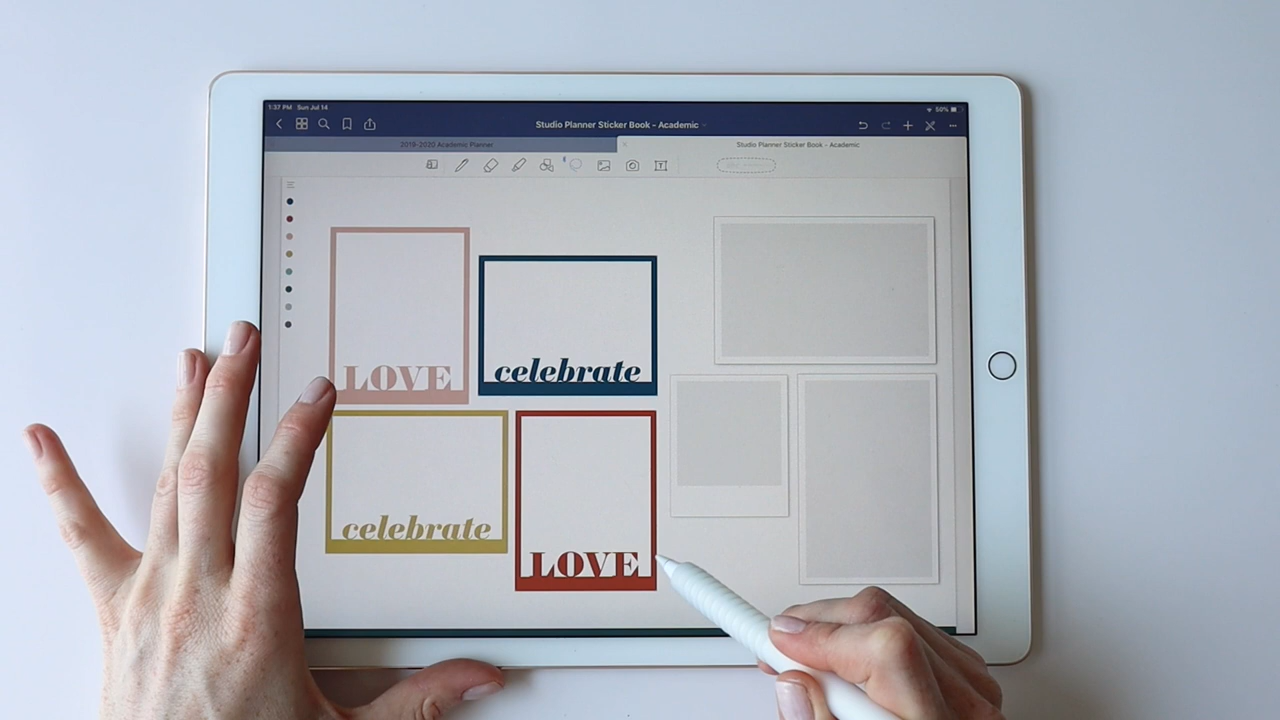 1:37 PM Sun Jul 14
50%
Studio Planner Sticker Book - Academic
2019-2020 Academic Planner
Studio Planner Sticker Book - Academic
T
LOVE
celebrate
celebrate
LOVE